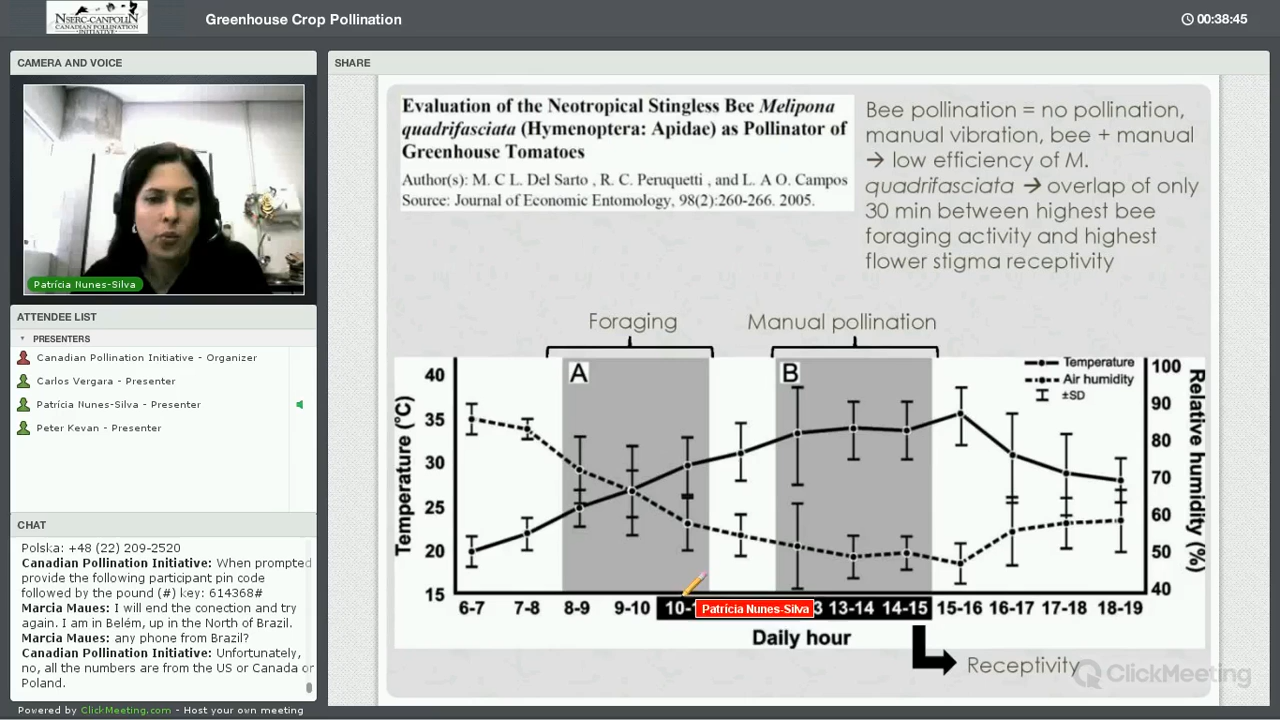 NSERC-CANPOLIN
CANADIAN POLLINATION
INITIATIVE
Greenhouse Crop Pollination
00:38:45
CAMERA AND VOICE
Patrícia Nunes-Silva
ATTENDEE LIST
PRESENTERS
Canadian Pollination Initiative - Organizer
Carlos Vergara - Presenter
Patrícia Nunes-Silva - Presenter
Peter Kevan - Presenter
CHAT
Polska: +48 (22) 209-2520
Canadian Pollination Initiative: When prompted
provide the following participant pin code
followed by the pound (#) key: 614368#
Marcia Maues: I will end the conection and try
again. I am in Belém, up in the North of Brazil.
Marcia Maues: any phone from Brazil?
Canadian Pollination Initiative: Unfortunately,
no, all the numbers are from the US or Canada or
Poland.
Powered by ClickMeeting.com - Host your own meeting
SHARE
Evaluation of the Neotropical Stingless Bee Melipona
quadrifasciata (Hymenoptera: Apidae) as Pollinator of
Greenhouse Tomatoes
Author(s): M. C L. Del Sarto , R. C. Peruquetti , and L. A O. Campos
Source: Journal of Economic Entomology, 98(2):260-266. 2005.
Bee pollination = no pollination,
manual vibration, bee + manual
→ low efficiency of M.
quadrifasciata → overlap of only
30 min between highest bee
foraging activity and highest
flower stigma receptivity
Foraging
Manual pollination
A
B
Temperature
Air humidity
±SD
Temperature (°C)
40
35
30
25
20
15
Relative humidity (%)
100
90
80
70
60
50
40
6-7 7-8 8-9 9-10 10- 3 13-14 14-15 15-16 16-17 17-18 18-19
Patrícia Nunes-Silva
Daily hour
Receptivity
ClickMeeting